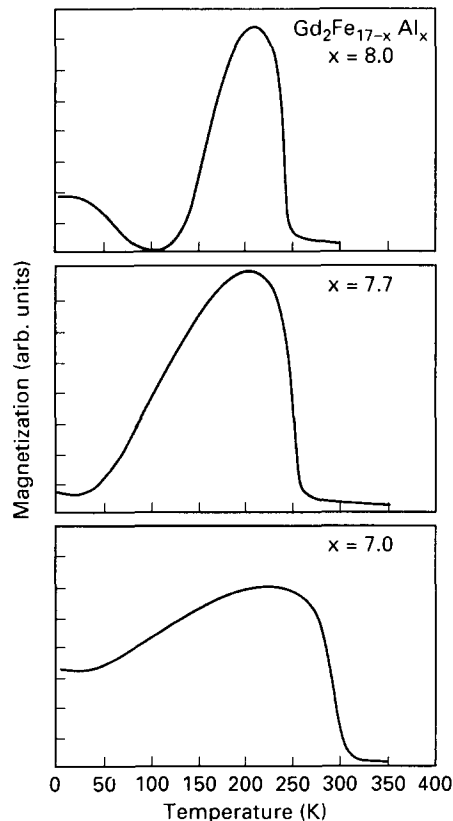 Gd₂Fe₁₇₋ₓ Alₓ
x = 8.0
x = 7.7
x = 7.0
Magnetization (arb. units)
0 50 100 150 200 250 300 350 400
Temperature (K)